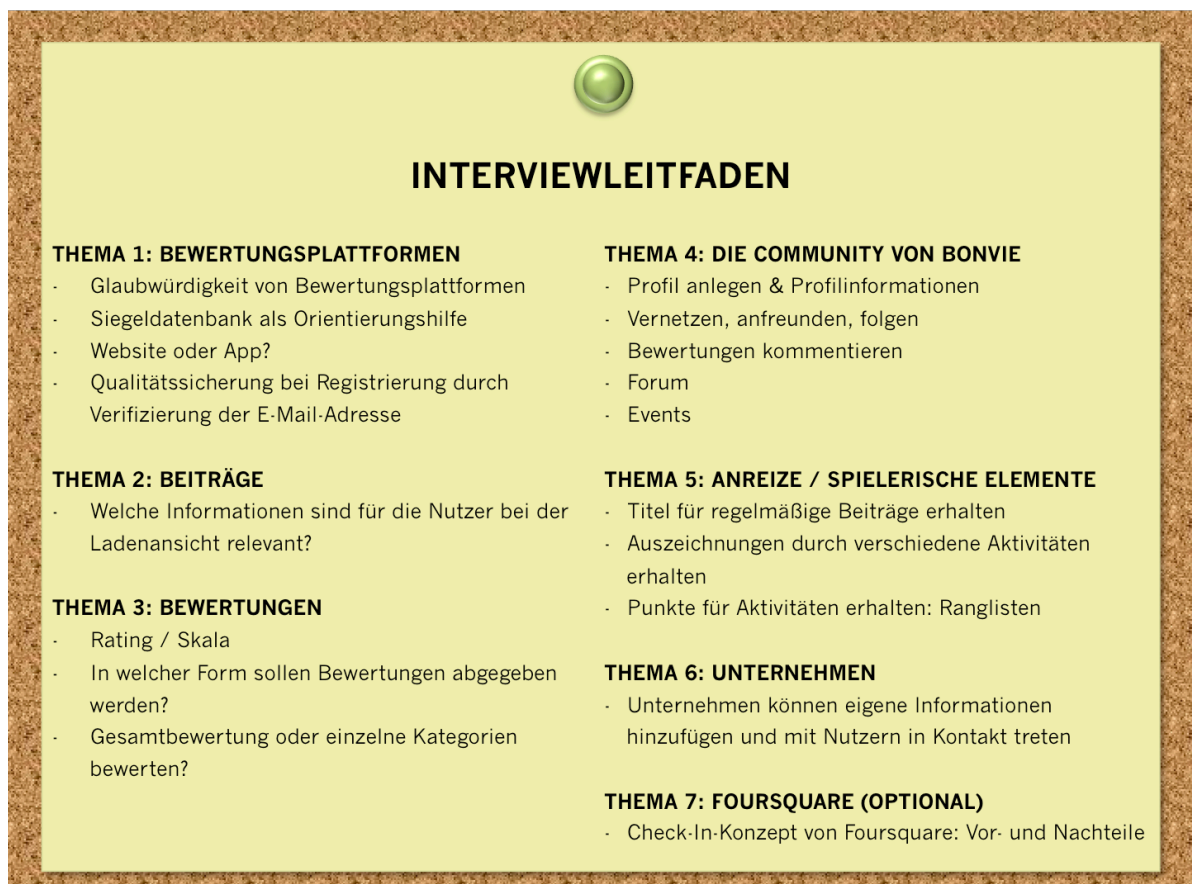 INTERVIEWLEITFADEN
THEMA 1: BEWERTUNGSPLATTFORMEN
- Glaubwürdigkeit von Bewertungsplattformen
- Siegeldatenbank als Orientierungshilfe
- Website oder App?
- Qualitätssicherung bei Registrierung durch
Verifizierung der E-Mail-Adresse
THEMA 2: BEITRÄGE
- Welche Informationen sind für die Nutzer bei der
Ladenansicht relevant?
THEMA 3: BEWERTUNGEN
- Rating / Skala
- In welcher Form sollen Bewertungen abgegeben
werden?
- Gesamtbewertung oder einzelne Kategorien
bewerten?
THEMA 4: DIE COMMUNITY VON BONVIE
- Profil anlegen & Profilinformationen
- Vernetzen, anfreunden, folgen
- Bewertungen kommentieren
- Forum
- Events
THEMA 5: ANREIZE / SPIELERISCHE ELEMENTE
- Titel für regelmäßige Beiträge erhalten
- Auszeichnungen durch verschiedene Aktivitäten
erhalten
- Punkte für Aktivitäten erhalten: Ranglisten
THEMA 6: UNTERNEHMEN
- Unternehmen können eigene Informationen
hinzufügen und mit Nutzern in Kontakt treten
THEMA 7: FOURSQUARE (OPTIONAL)
- Check-In-Konzept von Foursquare: Vor- und Nachteile